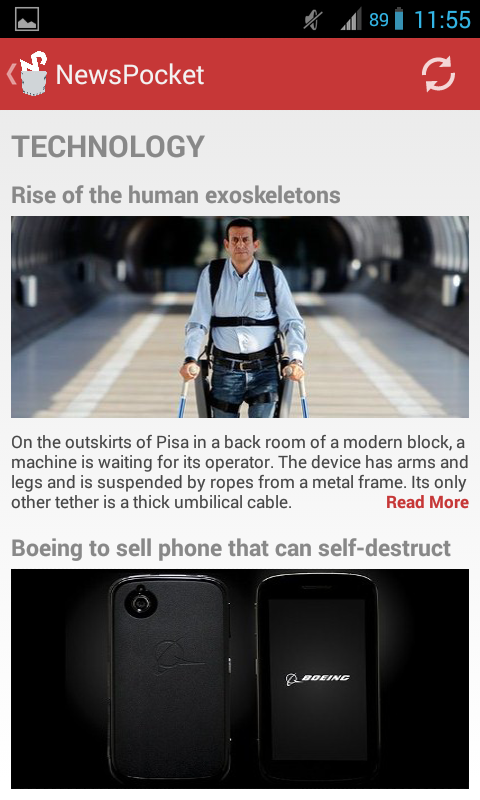 89 11:55
NewsPocket
TECHNOLOGY
Rise of the human exoskeletons
On the outskirts of Pisa in a back room of a modern block, a
machine is waiting for its operator. The device has arms and
legs and is suspended by ropes from a metal frame. Its only
other tether is a thick umbilical cable. Read More
Boeing to sell phone that can self-destruct
BOEING